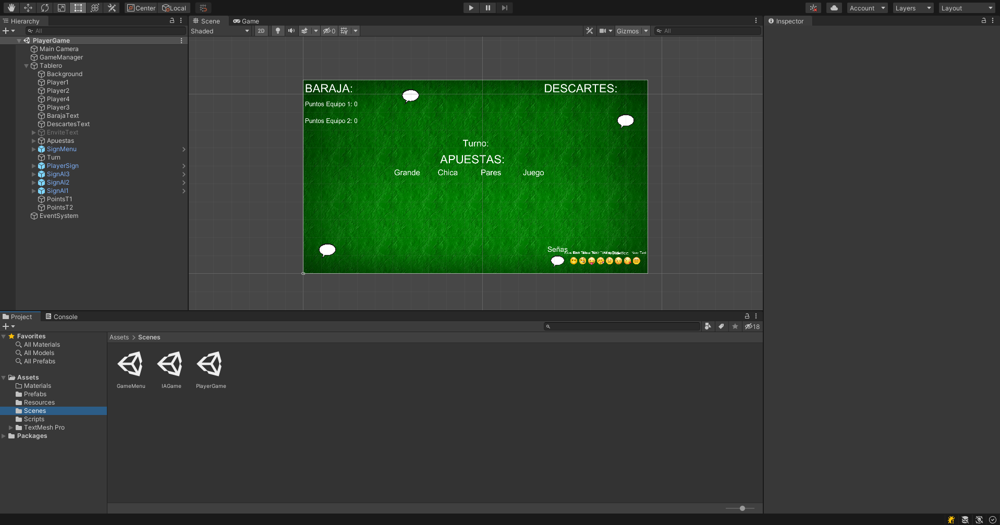 Center
Local
Account
Layers
Layout
Hierarchy
All
PlayerGame
Main Camera
GameManager
Tablero
Background
Player1
Player2
Player4
Player3
BarajaText
DescartesText
EnviteText
Apuestas
SignMenu
Turn
PlayerSign
SignAI3
SignAI2
SignAI1
PointsT1
PointsT2
EventSystem
Scene
Game
Shaded
2D
0
Gizmos
All
BARAJA:
DESCARTES:
Puntos Equipo 1: 0
Puntos Equipo 2: 0
Turno:
APUESTAS:
Grande
Chica
Pares
Juego
Señas
New Text
Inspector
Project
Console
18
Favorites
All Materials
All Models
All Prefabs
Assets
Materials
Prefabs
Resources
Scenes
Scripts
TextMesh Pro
Packages
Assets > Scenes
GameMenu
IAGame
PlayerGame